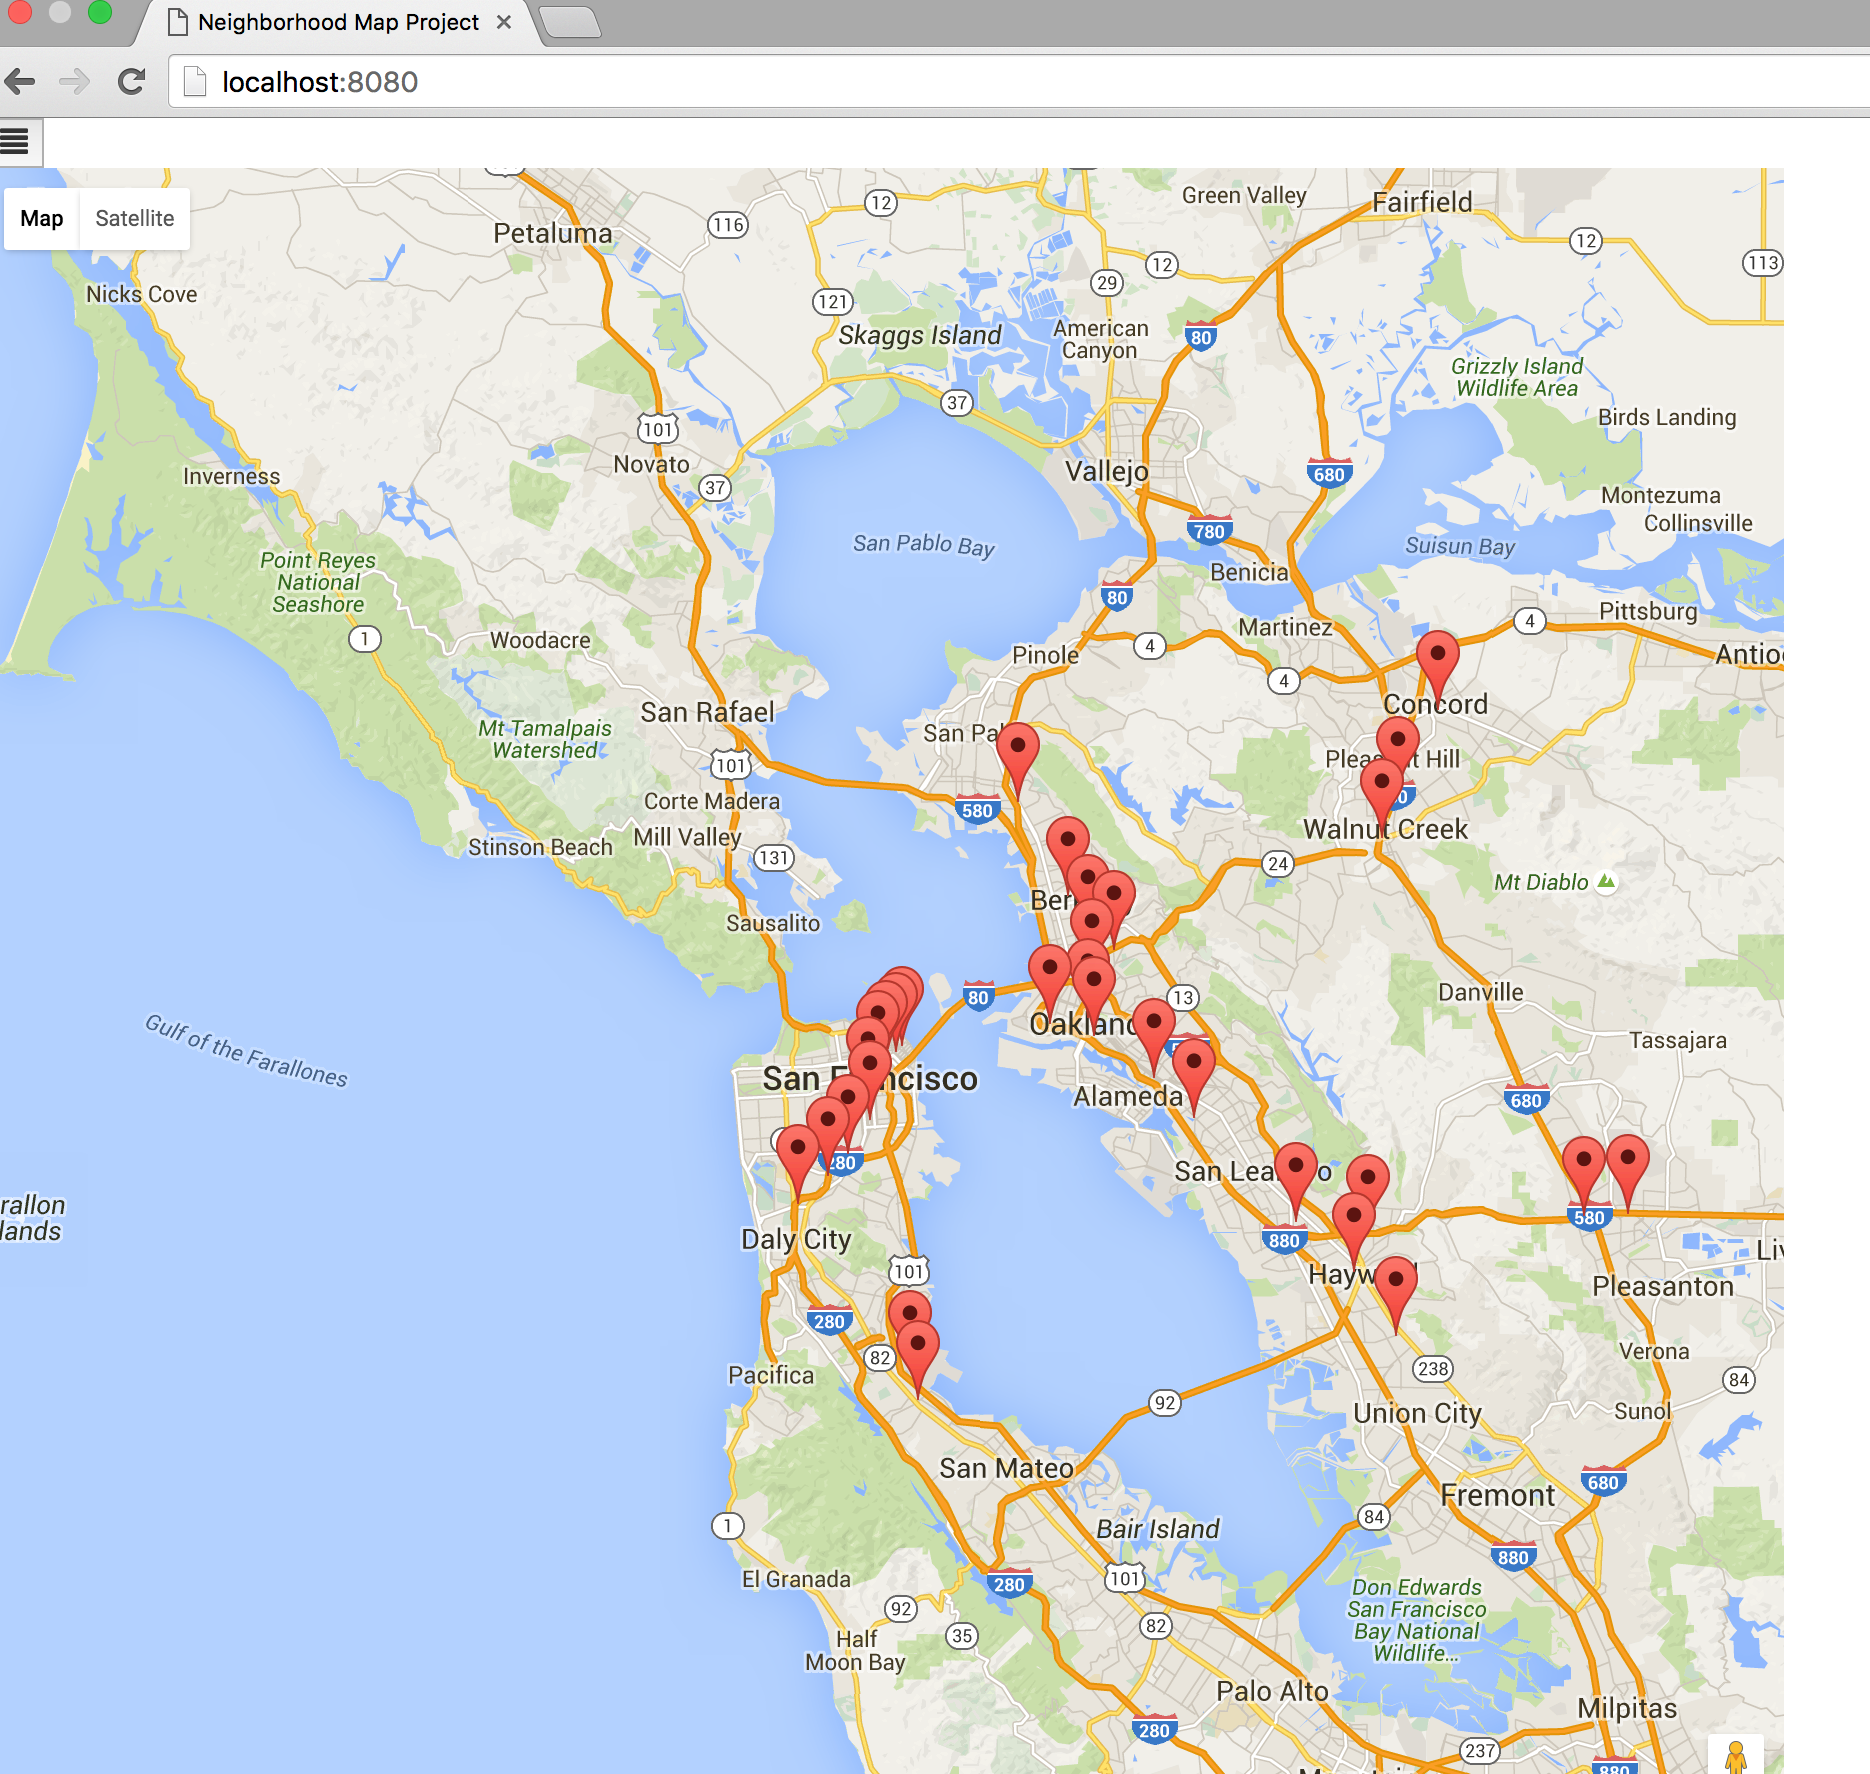 Neighborhood Map Project
localhost:8080
Map
Satellite
Petaluma
116
12
Green Valley
Fairfield
12
12
113
Nicks Cove
29
121
Skaggs Island
American
Canyon
80
Grizzly Island
Wildlife Area
37
Birds Landing
101
Novato
Vallejo
680
Inverness
37
Montezuma
Collinsville
780
San Pablo Bay
Suisun Bay
Point Reyes
National
Seashore
Benicia
80
Pittsburg
1
Woodacre
Martinez
4
4
Pinole
4
Antio
Concord
San Rafael
Mt Tamalpais
Watershed
San Pa
101
Pleas t Hill
Corte Madera
580
Mill Valley
Walnut Creek
Stinson Beach
131
24
Mt Diablo
Ber
Sausalito
80
13
Danville
Oakland
Gulf of the Farallones
Tassajara
San F ncisco
Alameda
680
280
San Lea o
rallon
lands
580
Daly City
880
Liv
101
Hayw
Pleasanton
280
Verona
82
Pacifica
238
84
92
Union City
Sunol
San Mateo
680
Fremont
1
Bair Island
84
880
El Granada
280
101
Don Edwards
San Francisco
Bay National
Wildlife...
92
82
35
Half
Moon Bay
Palo Alto
Milpitas
280
237
880